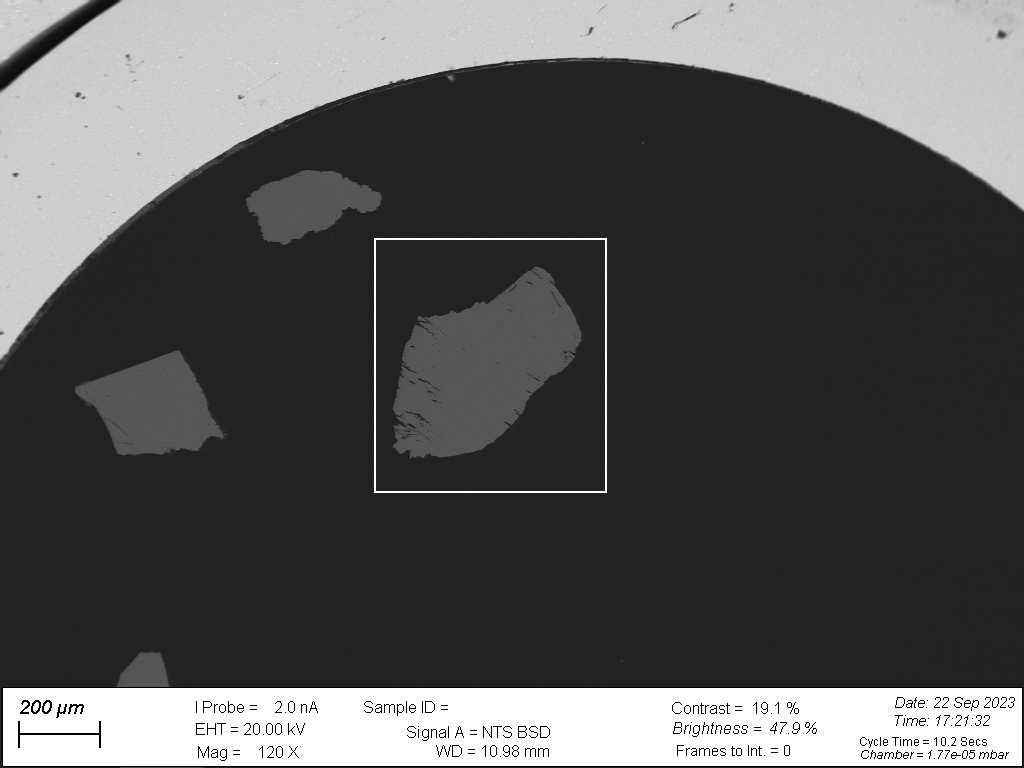 200 µm
I Probe = 2.0 nA
EHT = 20.00 kV
Mag = 120 X
Sample ID =
Signal A = NTS BSD
WD = 10.98 mm
Contrast = 19.1 %
Brightness = 47.9 %
Frames to Int. = 0
Date: 22 Sep 2023
Time: 17:21:32
Cycle Time = 10.2 Secs
Chamber = 1.77e-05 mbar